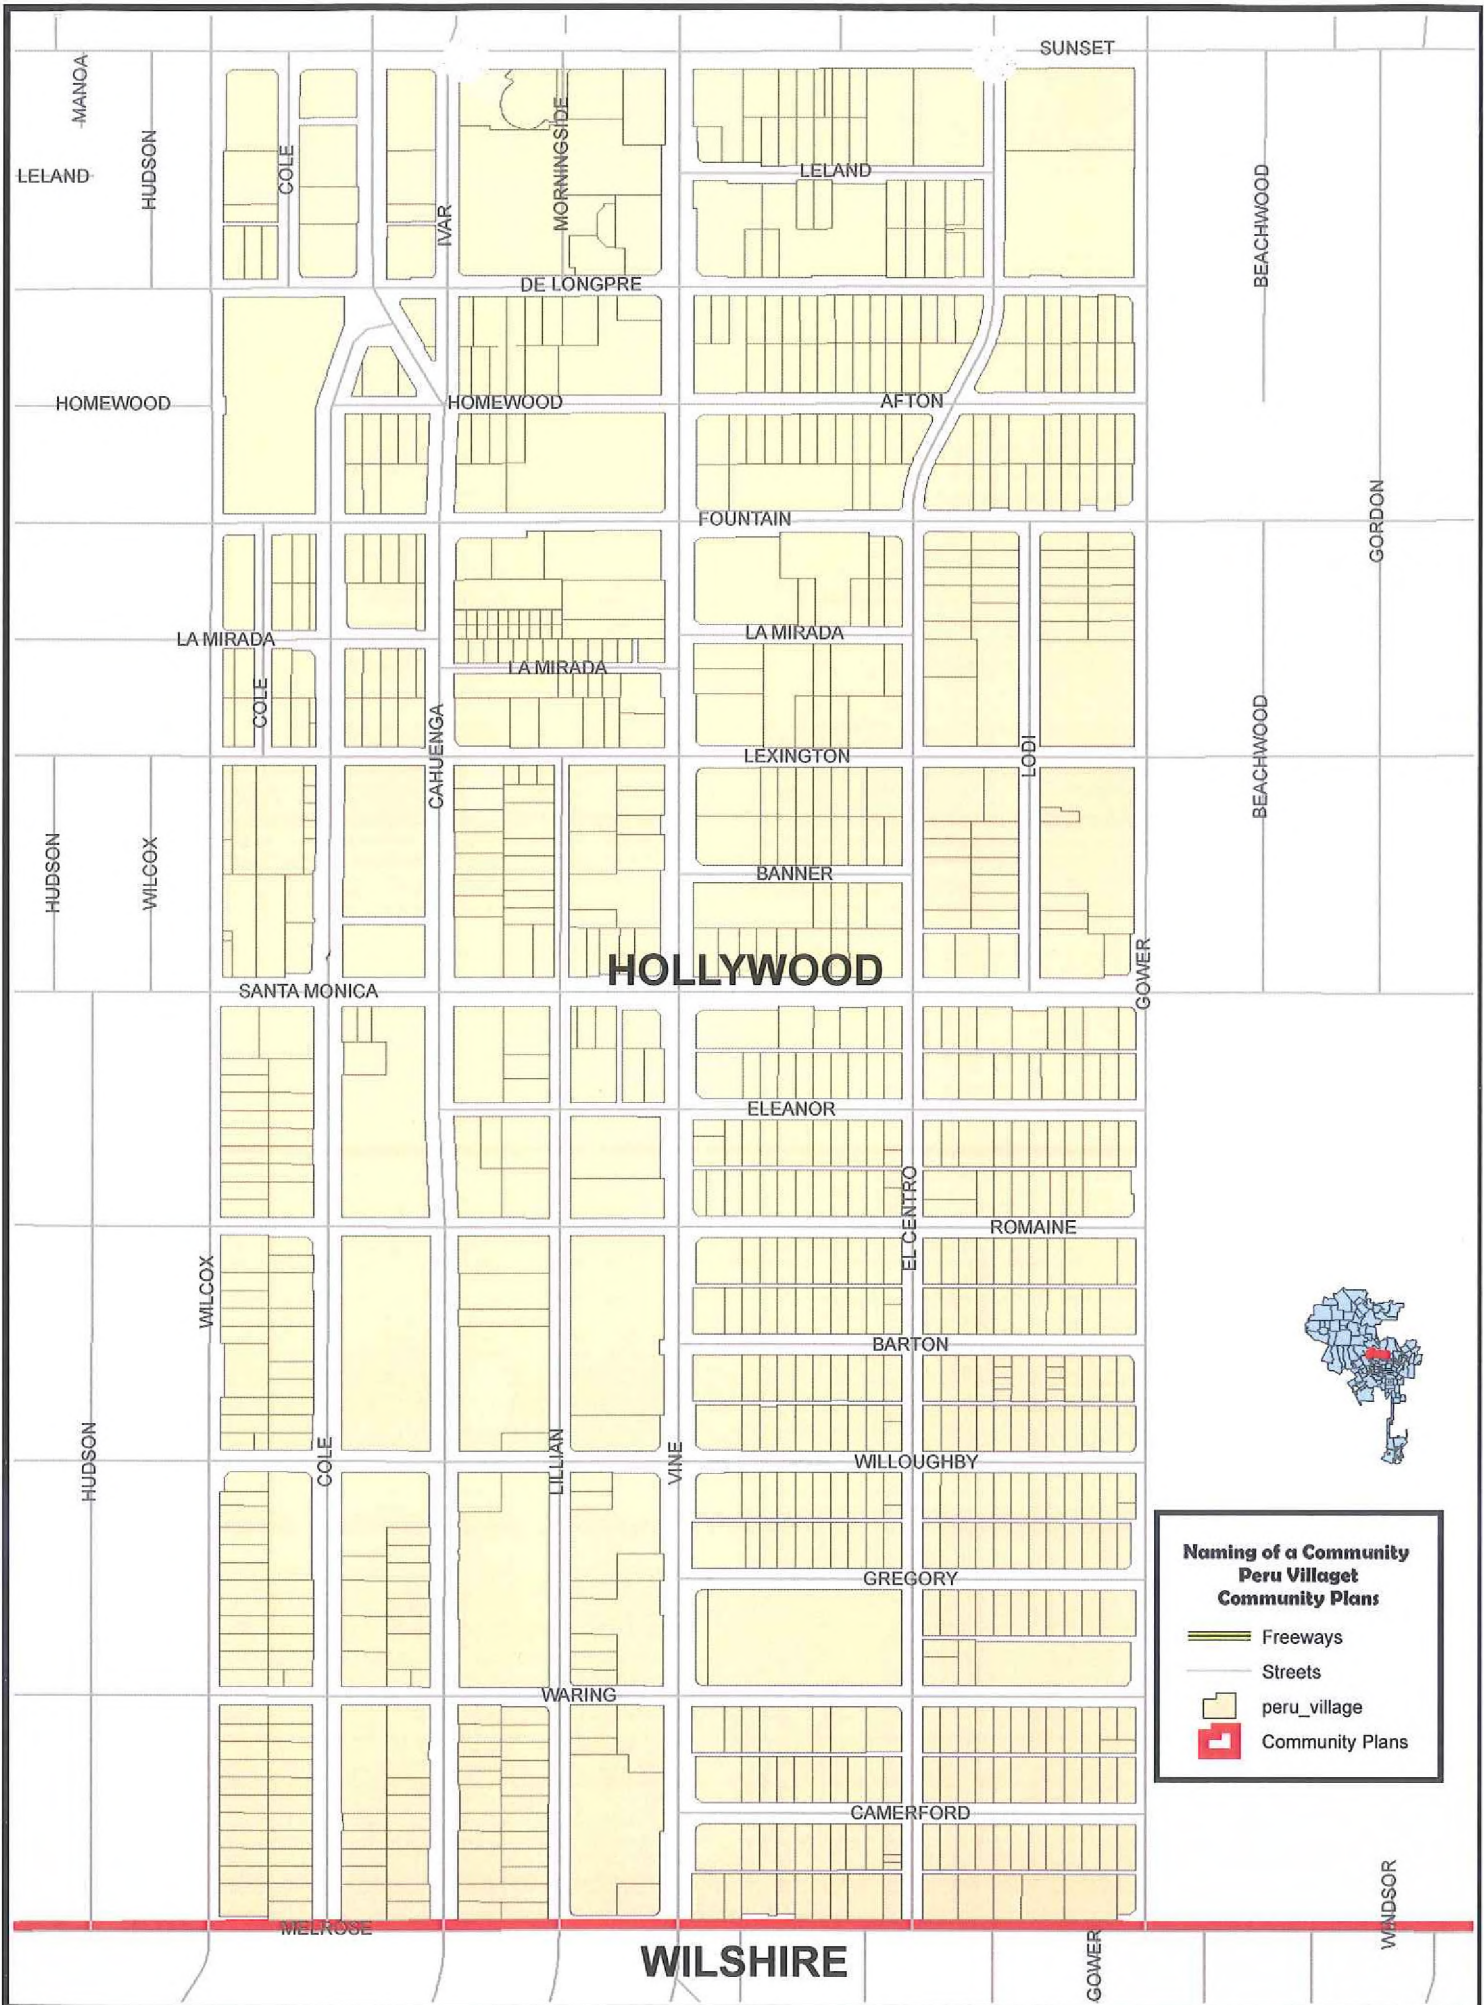 SUNSET
MANOA
HUDSON
COLE
LELAND
LELAND
IVAR
MORNINGSIDE
BEACHWOOD
DE LONGPRE
HOMEWOOD
HOMEWOOD
AFTON
GORDON
FOUNTAIN
LA MIRADA
LA MIRADA
LA MIRADA
COLE
CAHUENGA
LEXINGTON
LODI
BEACHWOOD
HUDSON
WILCOX
BANNER
HOLLYWOOD
GOWER
SANTA MONICA
ELEANOR
EL CENTRO
ROMAINE
WILCOX
BARTON
HUDSON
COLE
LILLIAN
VINE
WILLOUGHBY
GREGORY
Naming of a Community
Peru Villaget
Community Plans
Freeways
Streets
peru_village
Community Plans
WARING
CAMERFORD
WINDSOR
MELROSE
WILSHIRE
GOWER